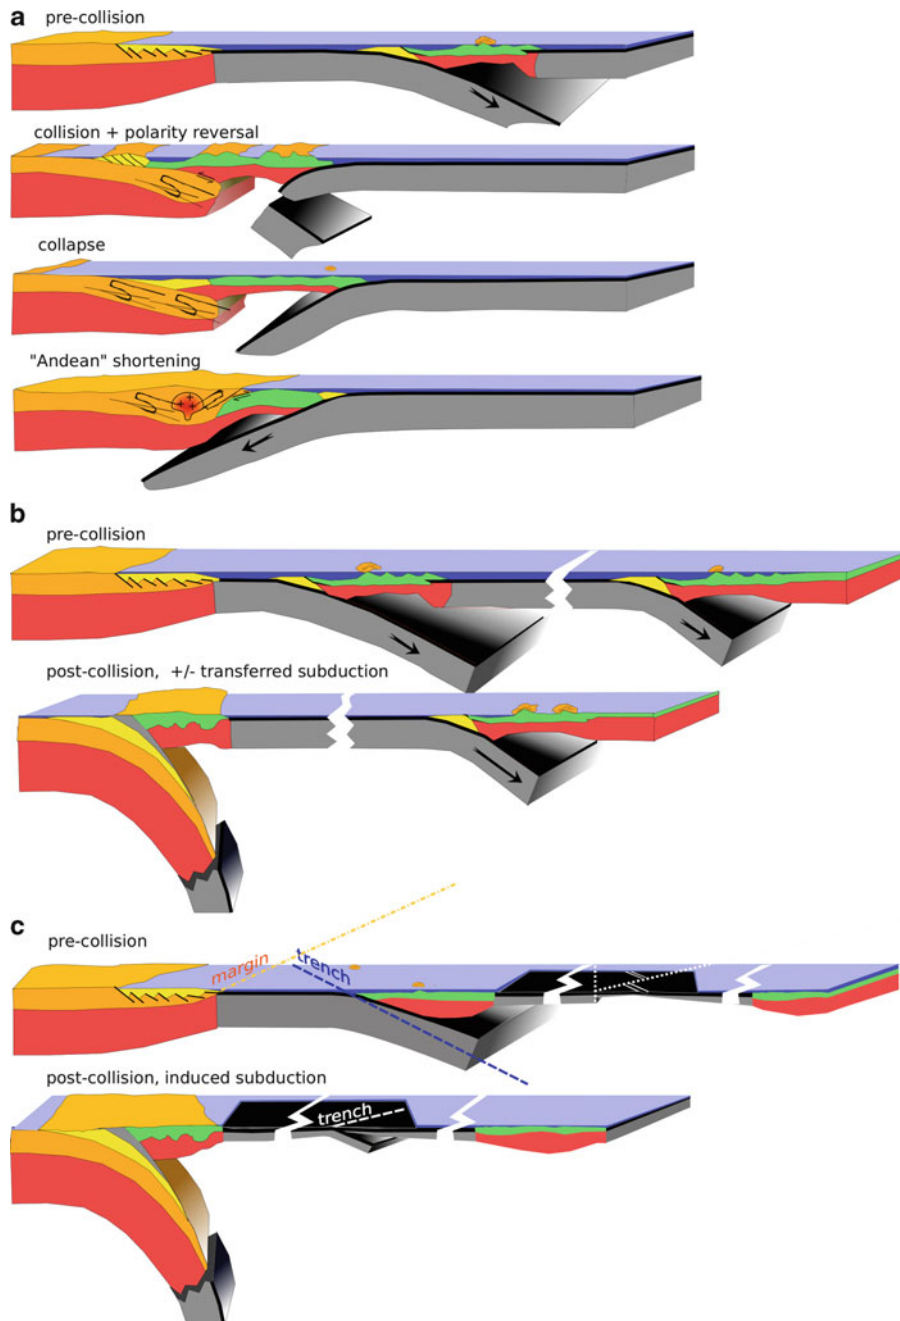 a
pre-collision
collision + polarity reversal
collapse
"Andean" shortening
b
pre-collision
post-collision, +/- transferred subduction
c
pre-collision
margin
trench
post-collision, induced subduction
trench